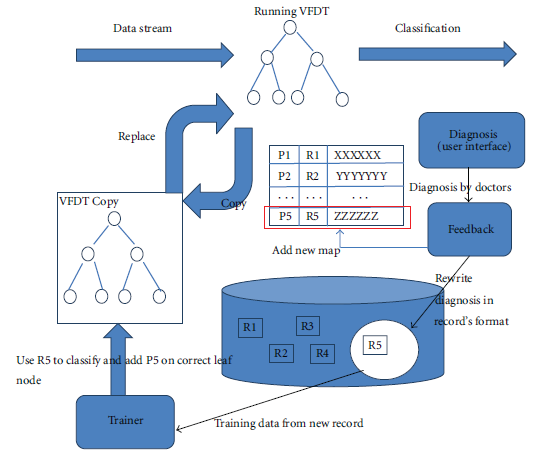 Running VFDT
Data stream
Classification
Replace
Copy
P1 R1 XXXXXX
P2 R2 YYYYYYY
... ... ...
P5 R5 ZZZZZZ
Diagnosis
(user interface)
Diagnosis by doctors
Feedback
VFDT Copy
Add new map
Rewrite
diagnosis in
record's format
R1
R3
R2
R4
R5
Use R5 to classify and add P5 on correct leaf
node
Trainer
Training data from new record